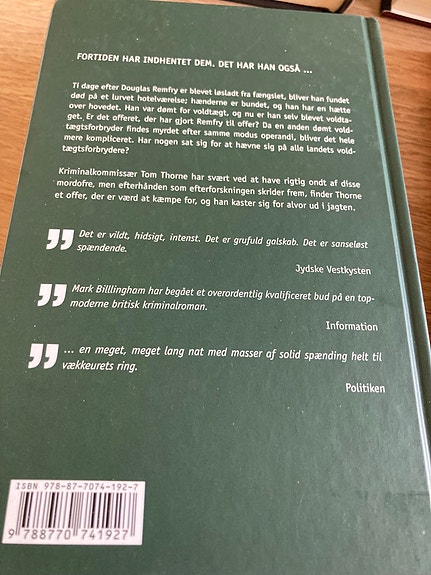 FORTIDEN HAR INDHENTET DEM. DET HAR HAN OGSÅ ...
Ti dage efter Douglas Remfry er blevet løsladt fra fængslet, bliver han fundet
død på et lurvet hotelværelse; hænderne er bundet, og han har en hætte
over hovedet. Han var dømt for voldtægt, og nu er han selv blevet voldta-
get. Er det offeret, der har gjort Remfry til offer? Da en anden dømt vold-
tægtsforbryder findes myrdet efter samme modus operandi, bliver det hele
mere kompliceret. Har nogen sat sig for at hævne sig på alle landets vold-
tægtsforbrydere?
Kriminalkommissær Tom Thorne har svært ved at have rigtig ondt af disse
mordofre, men efterhånden som efterforskningen skrider frem, finder Thorne
et offer, der er værd at kæmpe for, og han kaster sig for alvor ud i jagten.
” Det er vildt, hidsigt, intenst. Det er grufuld galskab. Det er sanseløst
spændende.
Jydske Vestkysten
” Mark Billlingham har begået et overordentlig kvalificeret bud på en top-
moderne britisk kriminalroman.
Information
” ... en meget, meget lang nat med masser af solid spænding helt til
vækkeurets ring.
Politiken
ISBN 978-87-7074-192-7
9 788770 741927